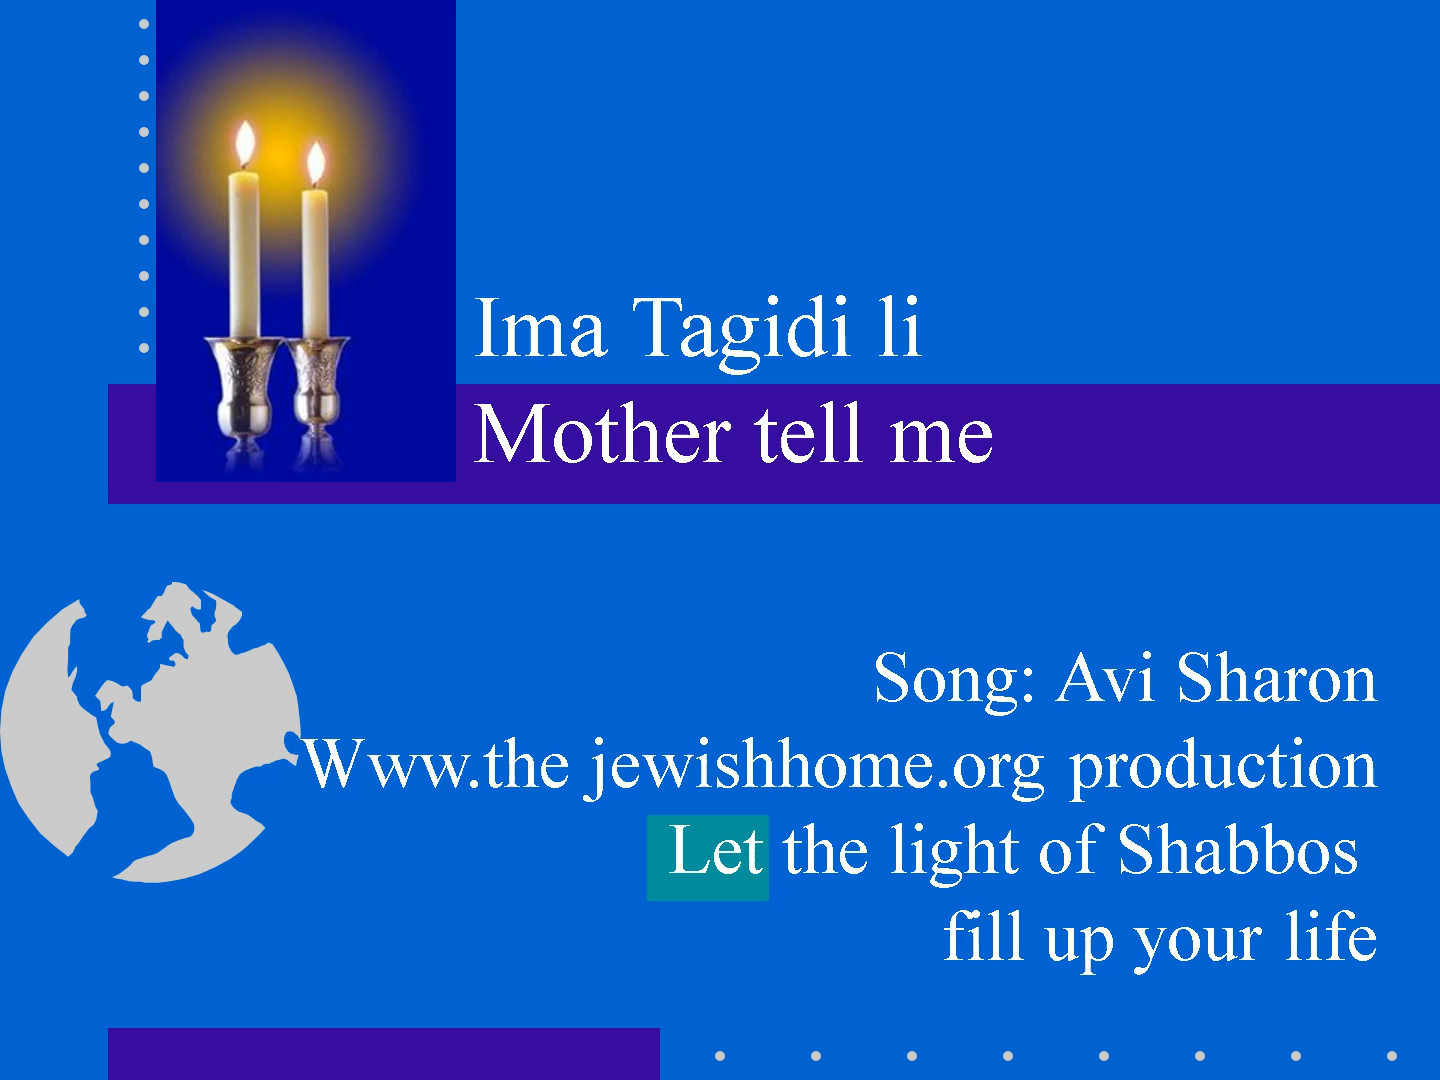 Ima Tagidi li
Mother tell me
Song: Avi Sharon
Www.the jewishhome.org production
Let the light of Shabbos
fill up your life